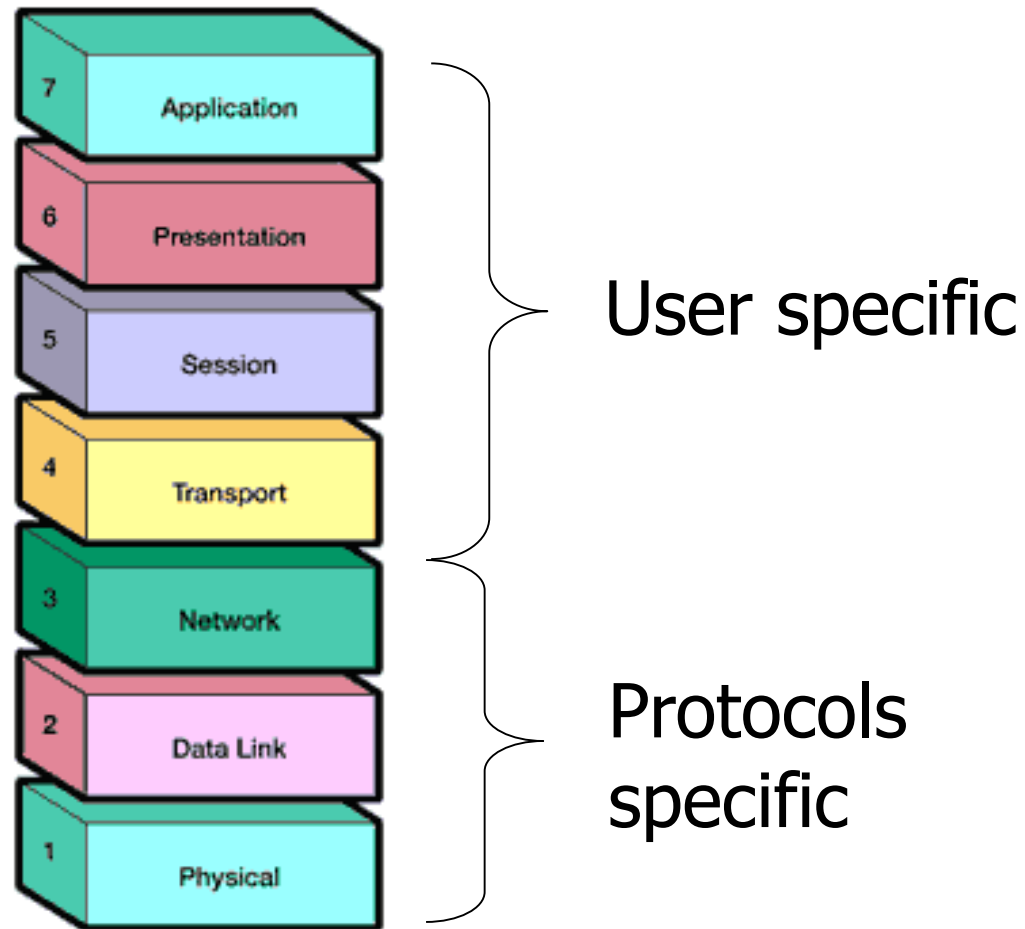 7
Application
6
Presentation
5
Session
User specific
4
Transport
3
Network
2
Data Link
Protocols
specific
1
Physical